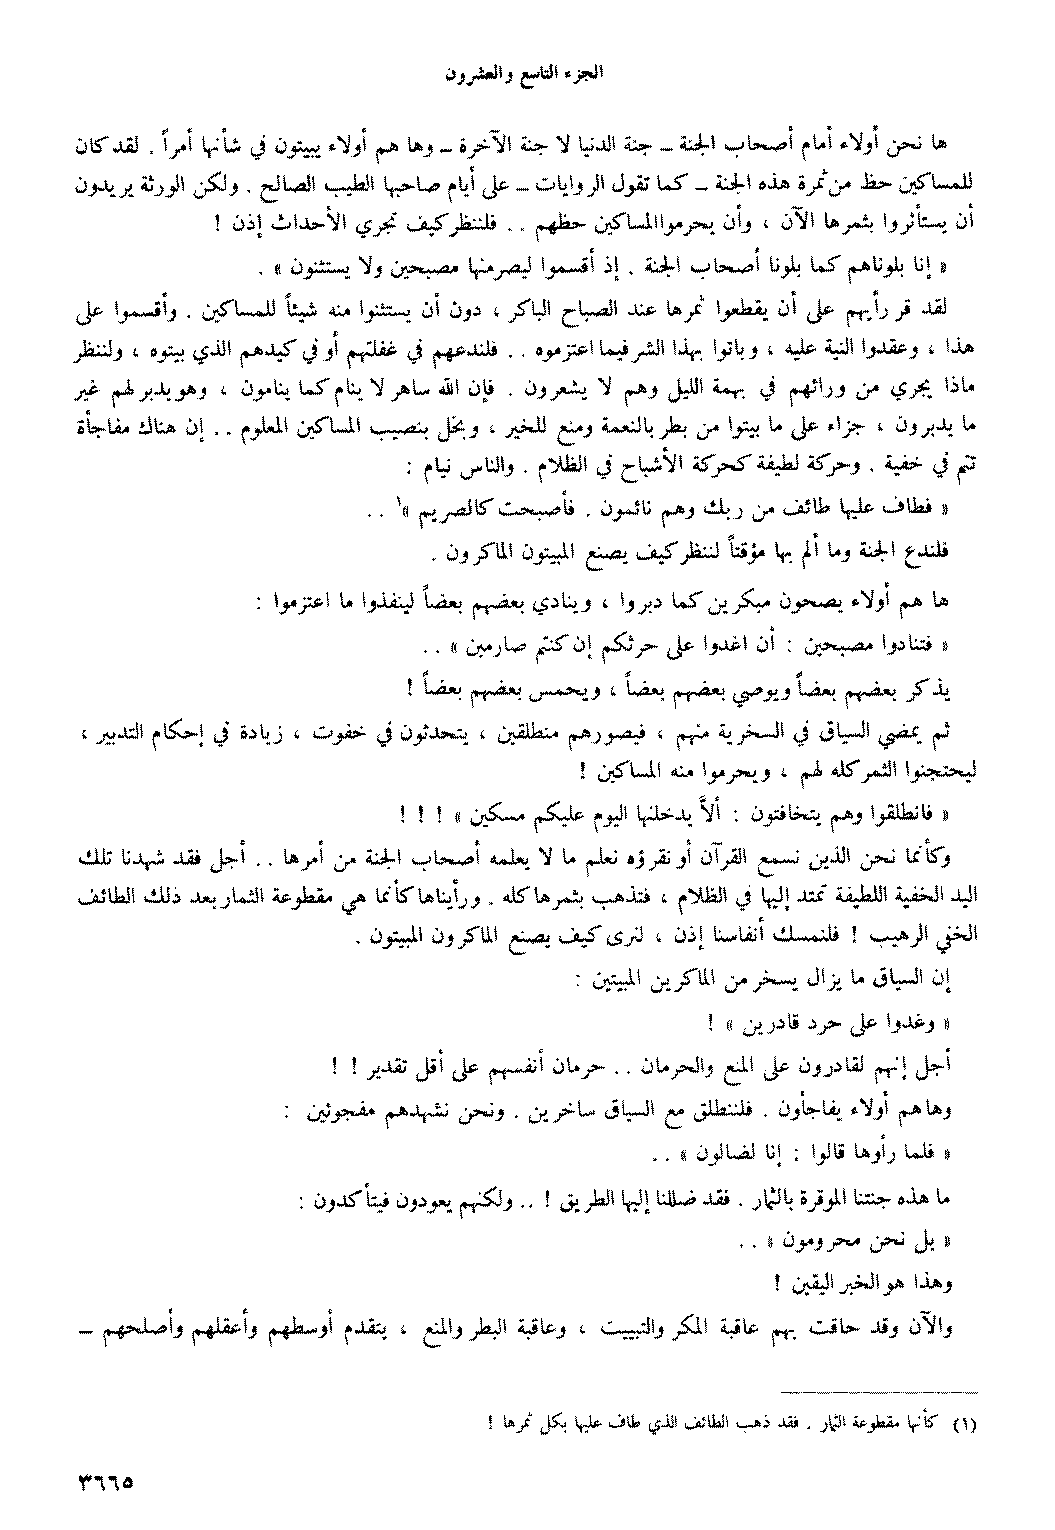 الجزء التاسع والعشرون
ها نحن أولاء أمام أصحاب الجنة – جنة الدنيا لا جنة الآخرة – وها هم أولاء يبيتون في شأنها أمراً . لقد كان
للمساكين حظ من ثمرة هذه الجنة – كما تقول الروايات – على أيام صاحبها الطيب الصالح . ولكن الورثة يريدون
أن يستأثروا بثمرها الآن ، وأن يحرموا المساكين حظهم .. فلننظر كيف تجري الأحداث إذن !
« إنا بلوناهم كما بلونا أصحاب الجنة . إذ أقسموا ليصرمنها مصبحين ولا يستثنون » .
لقد قر رأيهم على أن يقطعوا ثمرها عند الصباح الباكر ، دون أن يستثنوا منه شيئاً للمساكين . وأقسموا على
هذا ، وعقدوا النية عليه ، وباتوا بهذا الشر فيما اعتزموه .. فلندعهم في غفلتهم أو في كيدهم الذي بيتوه ، ولننظر
ماذا يجري من ورائهم في بهمة الليل وهم لا يشعرون . فإن الله ساهر لا ينام كما ينامون ، وهو يدبر لهم غير
ما يدبرون ، جزاء على ما بيتوا من بطر بالنعمة ومنع للخير ، وبخل بنصيب المساكين المعلوم .. إن هناك مفاجأة
تتم في خفية . وحركة لطيفة كحركة الأشباح في الظلام . والناس نيام :
« فطاف عليها طائف من ربك وهم نائمون . فأصبحت كالصريم »١ ..
فلندع الجنة وما ألم بها مؤقتاً لننظر كيف يصنع المبيتون الماكرون .
ها هم أولاء يصحون مبكرين كما دبروا ، وينادي بعضهم بعضاً لينفذوا ما اعتزموا :
« فتنادوا مصبحين : أن اغدوا على حرثكم إن كنتم صارمين » ..
يذكر بعضهم بعضاً ويوصي بعضهم بعضاً ، ويحمس بعضهم بعضاً !
ثم يمضي السياق في السخرية منهم ، فيصورهم منطلقين ، يتحدثون في خفوت ، زيادة في إحكام التدبير ،
ليحتجنوا الثمر كله لهم ، ويحرموا منه المساكين !
« فانطلقوا وهم يتخافتون : ألاَّ يدخلنها اليوم عليكم مسكين » ! ! !
وكأنما نحن الذين نسمع القرآن أو نقرؤه نعلم ما لا يعلمه أصحاب الجنة من أمرها .. أجل فقد شهدنا تلك
اليد الخفية اللطيفة تمتد إليها في الظلام ، فتذهب بثمرها كله . ورأيناها كأنما هي مقطوعة الثمار بعد ذلك الطائف
الخفي الرهيب ! فلنمسك أنفاسنا إذن ، لنرى كيف يصنع الماكرون المبيتون .
إن السياق ما يزال يسخر من الماكرين المبيتين :
« وغدوا على حرد قادرين » !
أجل إنهم لقادرون على المنع والحرمان .. حرمان أنفسهم على أقل تقدير ! !
وها هم أولاء يفاجأون . فلننطلق مع السياق ساخرين . ونحن نشهدهم مفجوئين :
« فلما رأوها قالوا : إنا لضالون » ..
ما هذه جنتنا الموقرة بالثمار . فقد ضللنا إليها الطريق ! .. ولكنهم يعودون فيتأكدون :
« بل نحن محرومون » ..
وهذا هو الخبر اليقين !
والآن وقد حاقت بهم عاقبة المكر والتبييت ، وعاقبة البطر والمنع ، يتقدم أوسطهم وأعقلهم وأصلحهم –
(١) كأنها مقطوعة الثمار . فقد ذهب الطائف الذي طاف عليها بكل ثمرها !
٣٦٦٥